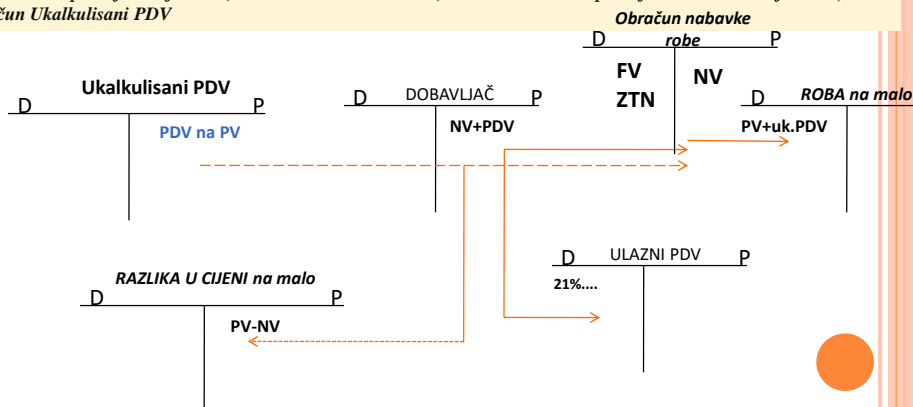 čun Ukalkulisani PDV
Obračun nabavke
D robe P
FV NV
ZTN
Ukalkulisani PDV
D P
PDV na PV
D DOBAVLJAČ P
NV+PDV
D ROBA na malo
PV+uk.PDV
D ULAZNI PDV P
21%....
RAZLIKA U CIJENI na malo
D P
PV-NV